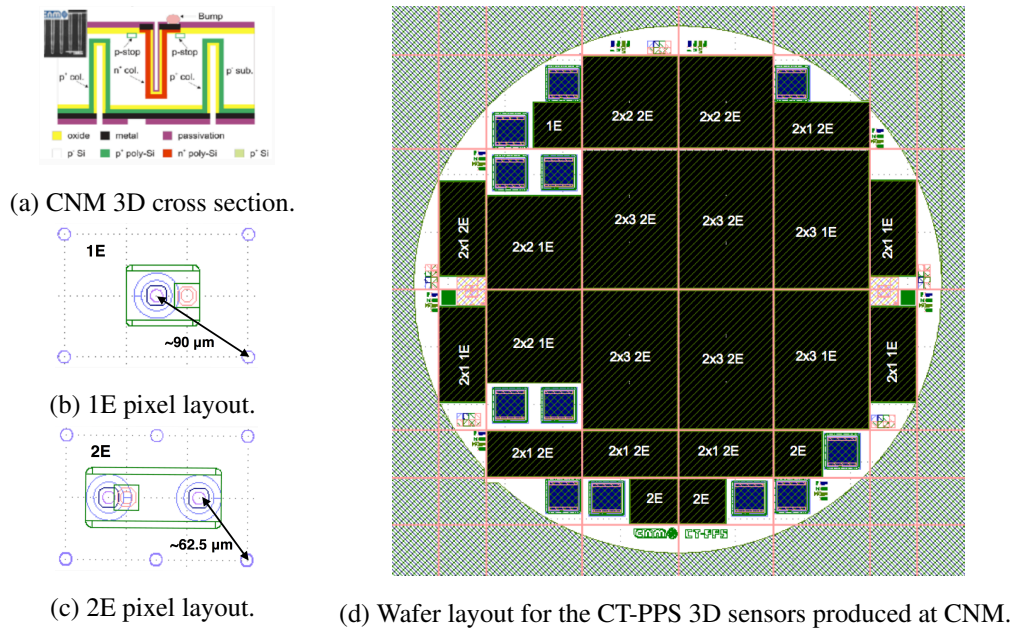 CNM
Bump
p-stop
p-stop
p⁺ col.
n⁺ col.
p⁺ col.
p⁻ sub.
oxide metal passivation
p⁻ Si p⁺ poly-Si n⁺ poly-Si p⁺ Si
(a) CNM 3D cross section.
1E
~90 µm
(b) 1E pixel layout.
2E
~62.5 µm
(c) 2E pixel layout.
2x2 2E
2x2 2E
1E
2x1 2E
2x1 2E
2x2 1E
2x3 2E
2x3 2E
2x3 1E
2x1 1E
2x1 1E
2x2 1E
2x3 2E
2x3 2E
2x3 1E
2x1 1E
2x1 2E
2x1 2E
2x1 2E
2E
2E
2E
CNM CT-PPS
(d) Wafer layout for the CT-PPS 3D sensors produced at CNM.